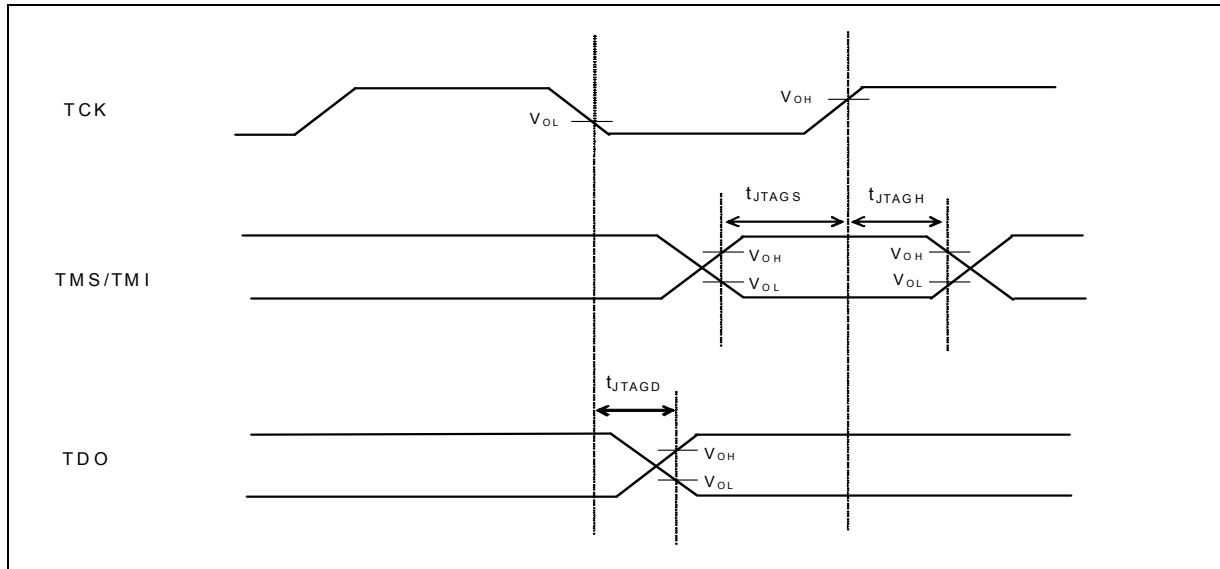 TCK
VOL
VOH
tJTAGS
tJTAGH
TMS/TMI
VOH
VOL
VOH
VOL
tJTAGD
TDO
VOH
VOL